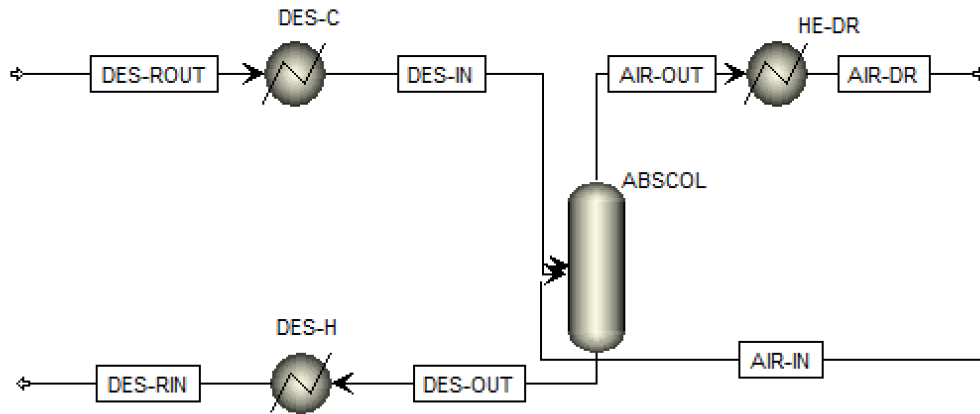 DES-C
HE-DR
DES-ROUT
DES-IN
AIR-OUT
AIR-DR
ABSCOL
DES-H
AIR-IN
DES-RIN
DES-OUT